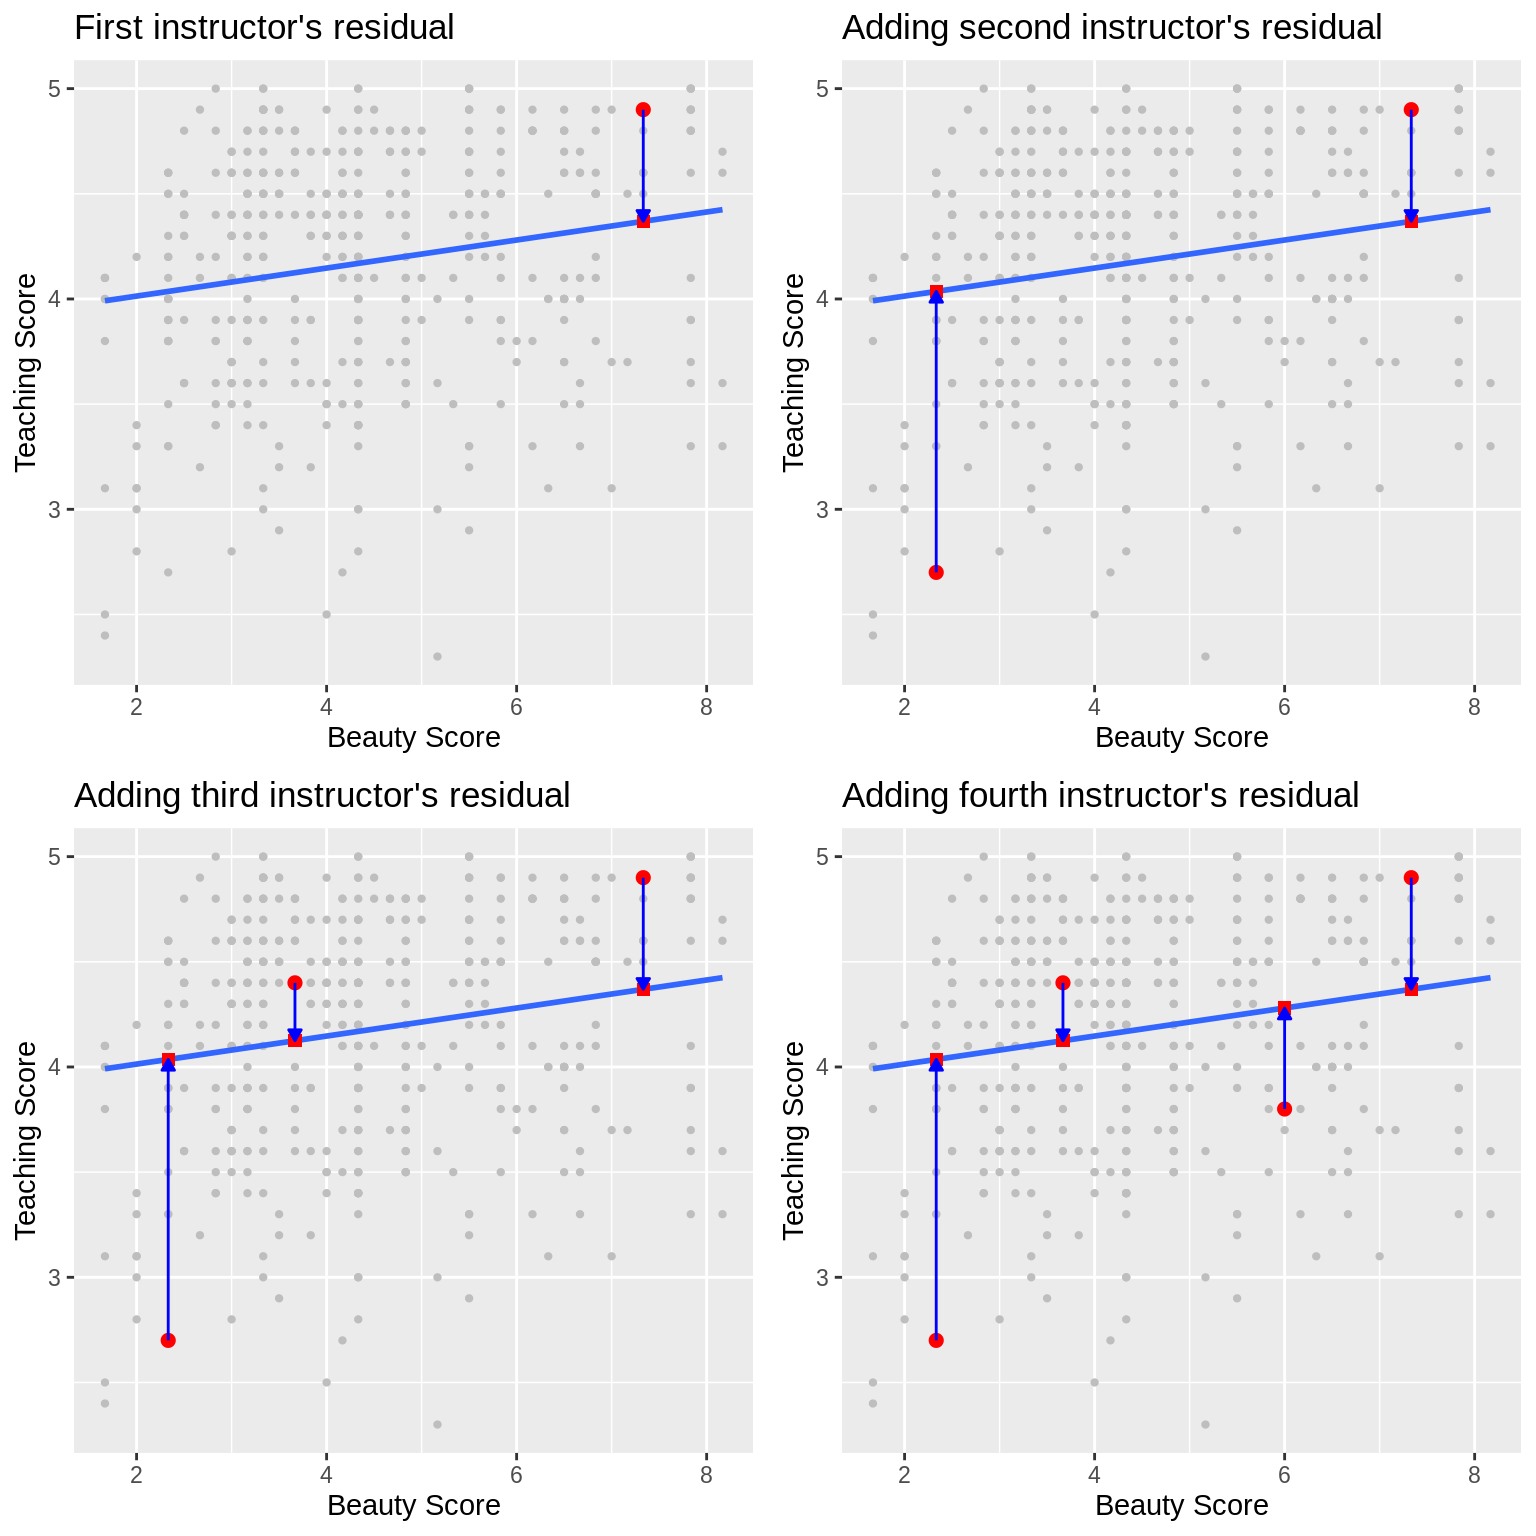 First instructor's residual
Adding second instructor's residual
5
4
3
Teaching Score
2 4 6 8
Beauty Score
5
4
3
Teaching Score
2 4 6 8
Beauty Score
Adding third instructor's residual
Adding fourth instructor's residual
5
4
3
Teaching Score
2 4 6 8
Beauty Score
5
4
3
Teaching Score
2 4 6 8
Beauty Score